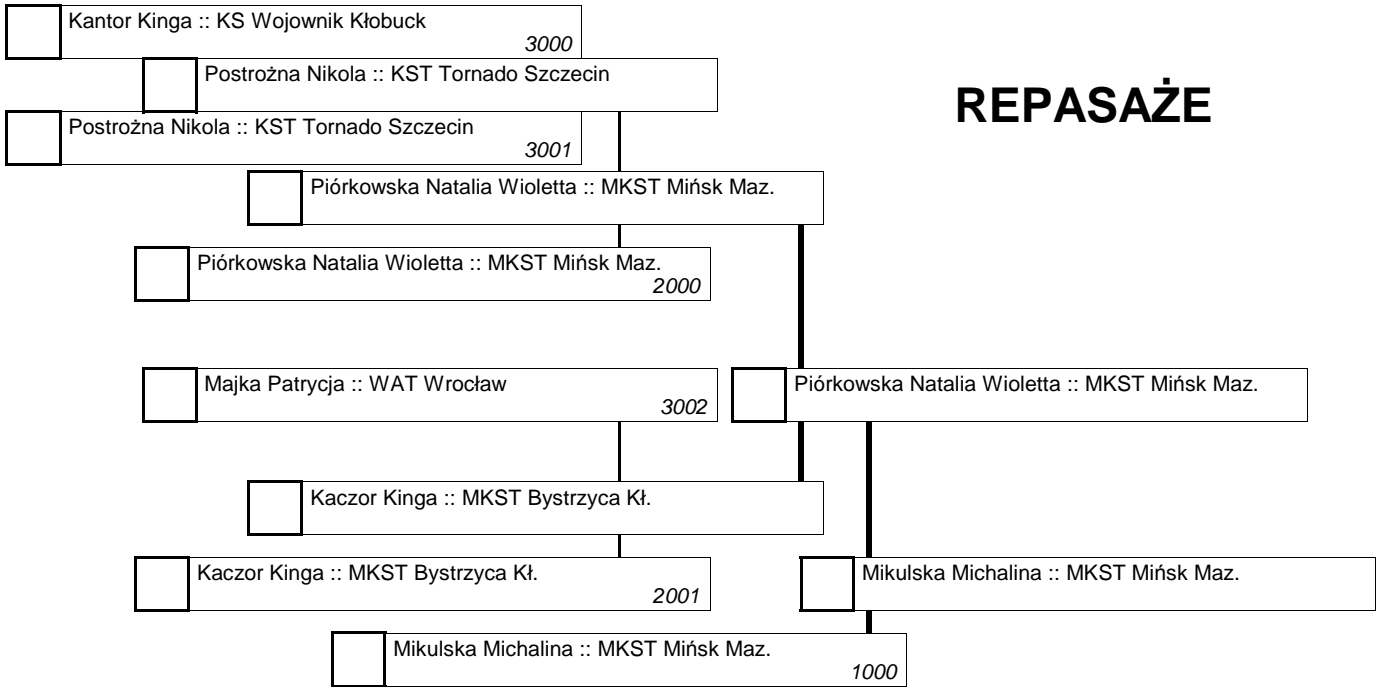 Kantor Kinga :: KS Wojownik Kłobuck
3000
Postrożna Nikola :: KST Tornado Szczecin
REPASAŻE
Postrożna Nikola :: KST Tornado Szczecin
3001
Piórkowska Natalia Wioletta :: MKST Mińsk Maz.
Piórkowska Natalia Wioletta :: MKST Mińsk Maz.
2000
Majka Patrycja :: WAT Wrocław
3002
Piórkowska Natalia Wioletta :: MKST Mińsk Maz.
Kaczor Kinga :: MKST Bystrzyca Kł.
Kaczor Kinga :: MKST Bystrzyca Kł.
2001
Mikulska Michalina :: MKST Mińsk Maz.
Mikulska Michalina :: MKST Mińsk Maz.
1000